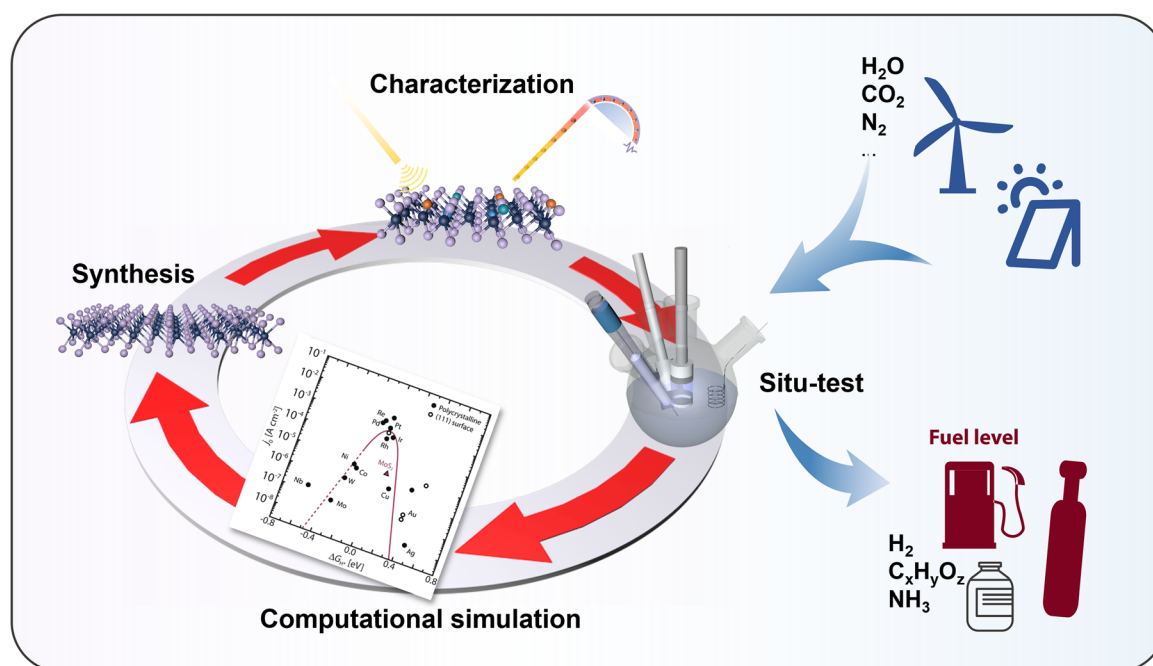 Characterization
H₂O
CO₂
N₂
...
Synthesis
Situ-test
Fuel level
H₂
CₓHᵧO_z
NH₃
Computational simulation
10⁻¹
10⁻²
10⁻³
10⁻⁴
10⁻⁵
10⁻⁶
10⁻⁷
10⁻⁸
j₀ [A cm⁻²]
Polycrystalline
(111) surface
Re
Pd
Pt
Ir
Rh
Ni
Co
MoS₂
W
Nb
Mo
Cu
Au
Ag
-0.8
-0.4
0.0
0.4
0.8
ΔG_H* [eV]